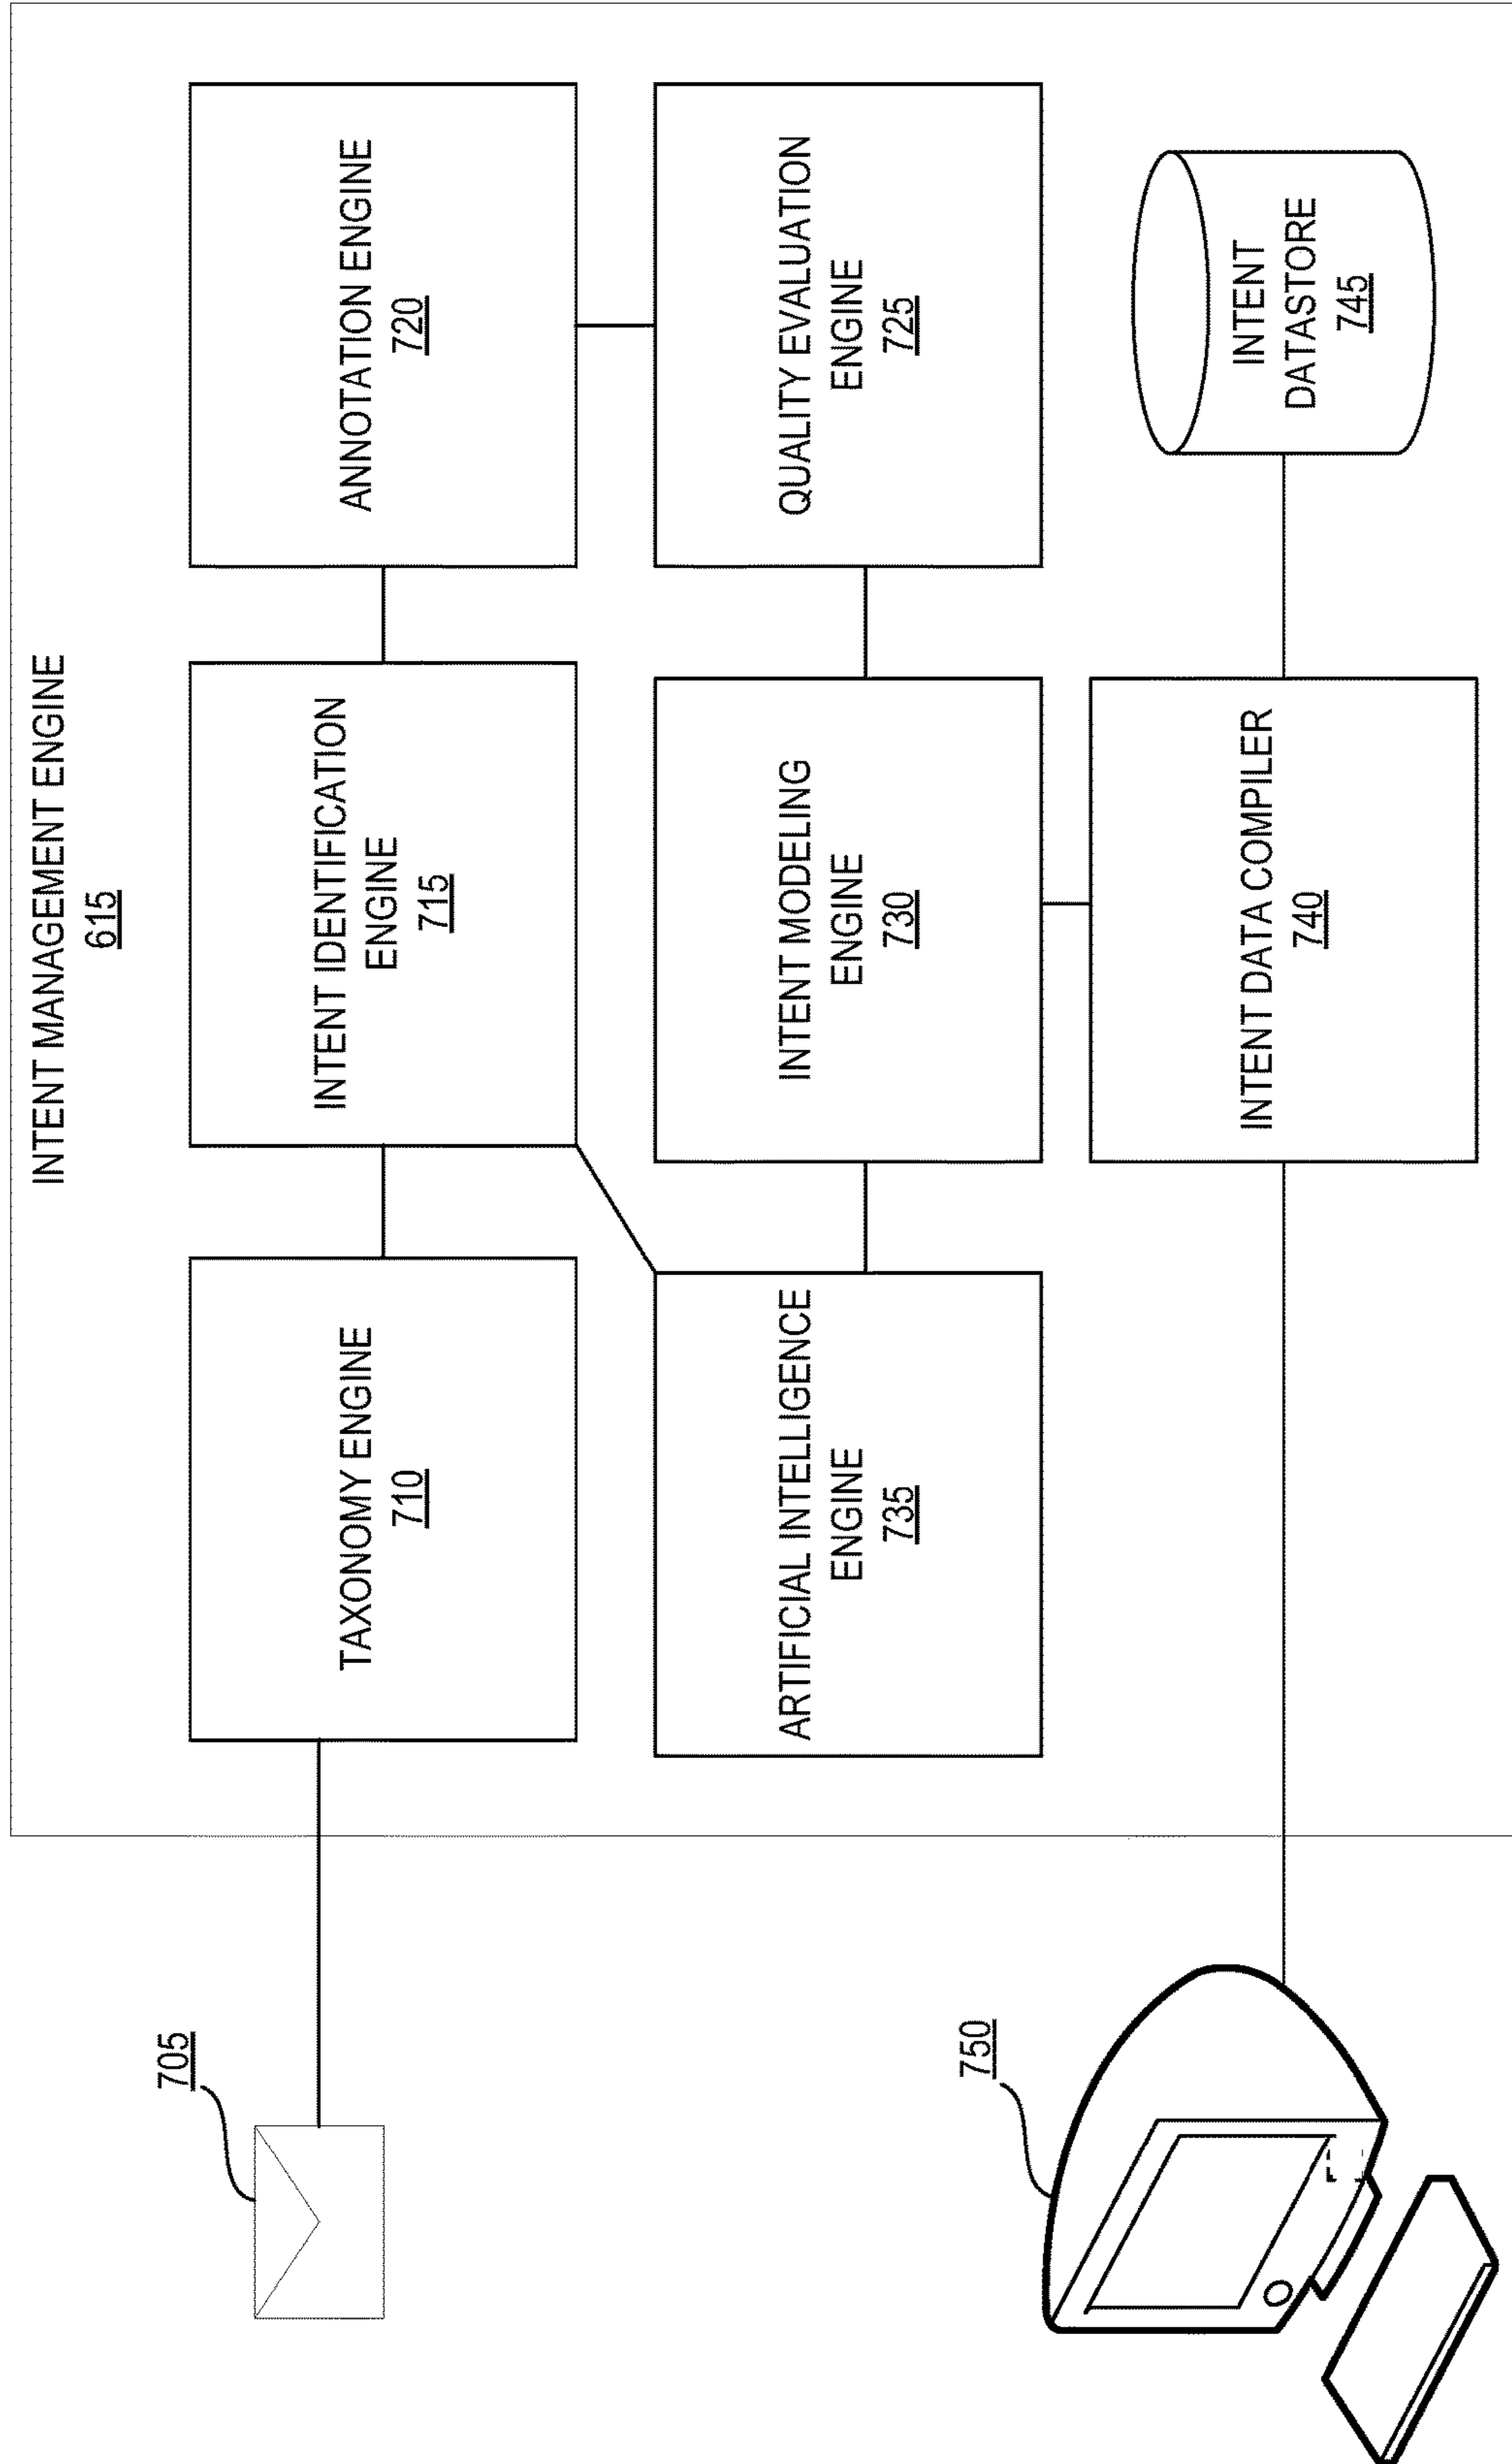 INTENT MANAGEMENT ENGINE
615
705
TAXONOMY ENGINE
710
INTENT IDENTIFICATION
ENGINE
715
ANNOTATION ENGINE
720
ARTIFICIAL INTELLIGENCE
ENGINE
735
INTENT MODELING
ENGINE
730
QUALITY EVALUATION
ENGINE
725
750
INTENT DATA COMPILER
740
INTENT
DATASTORE
745